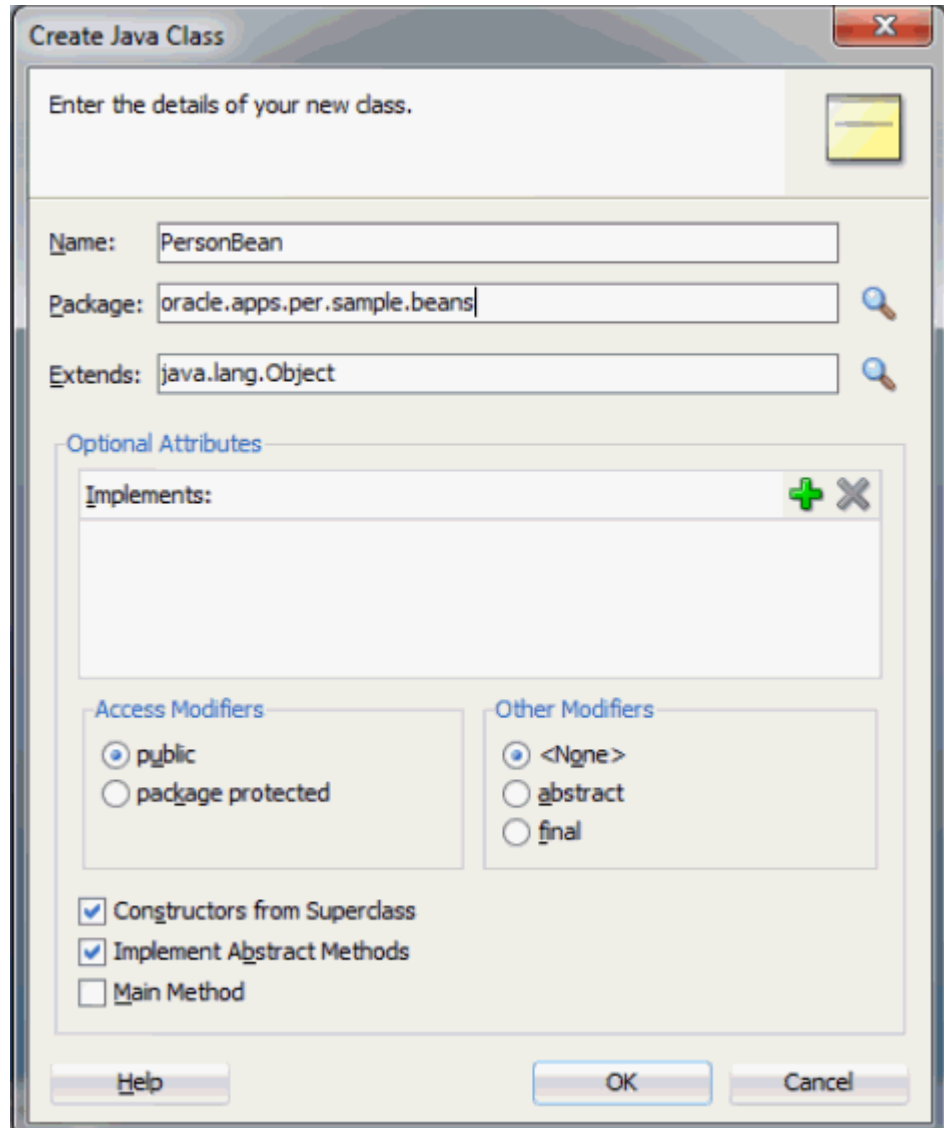 Create Java Class
Enter the details of your new class.
Name: PersonBean
Package: oracle.apps.per.sample.beans
Extends: java.lang.Object
Optional Attributes
Implements:
Access Modifiers
public
package protected
Other Modifiers
<None>
abstract
final
Constructors from Superclass
Implement Abstract Methods
Main Method
Help OK Cancel